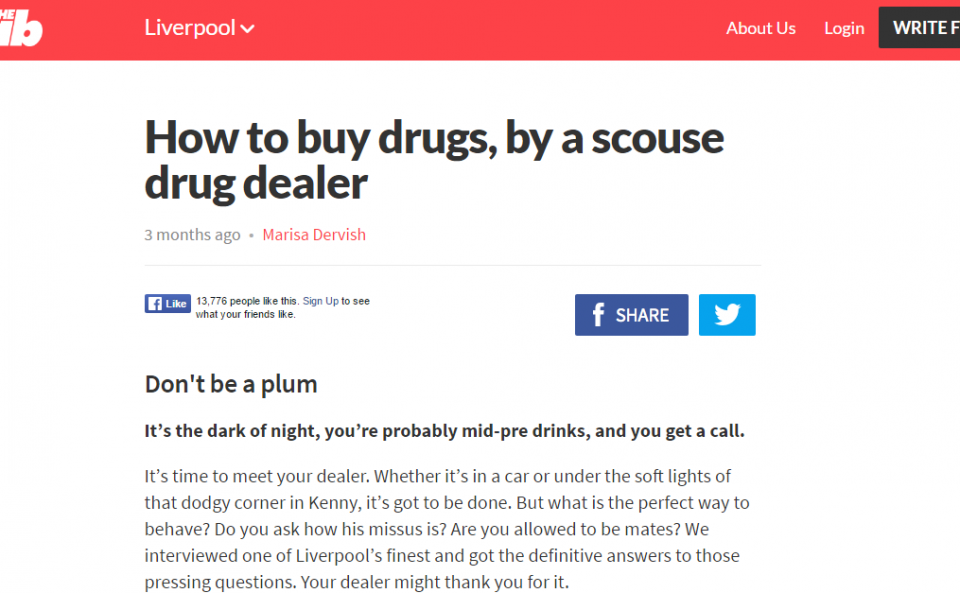 THE
Liverpool
About Us Login WRITE F
How to buy drugs, by a scouse
drug dealer
3 months ago • Marisa Dervish
Like 13,776 people like this. Sign Up to see
what your friends like.
SHARE
Don't be a plum
It’s the dark of night, you’re probably mid-pre drinks, and you get a call.
It’s time to meet your dealer. Whether it’s in a car or under the soft lights of
that dodgy corner in Kenny, it’s got to be done. But what is the perfect way to
behave? Do you ask how his missus is? Are you allowed to be mates? We
interviewed one of Liverpool’s finest and got the definitive answers to those
pressing questions. Your dealer might thank you for it.